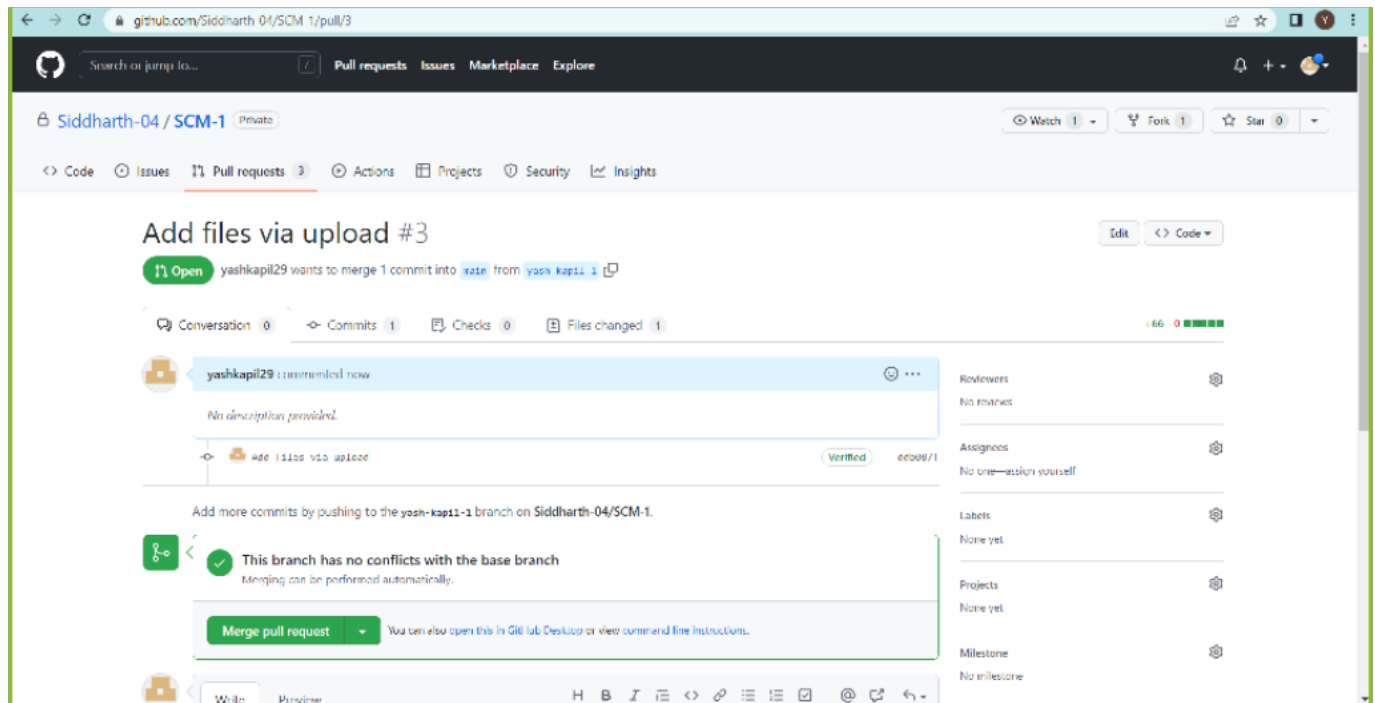 github.com/Siddharth-04/SCM-1/pull/3
Y
Search or jump to... /
Pull requests Issues Marketplace Explore
Siddharth-04 / SCM-1 Private
Watch 1 Fork 1 Star 0
Code Issues Pull requests 3 Actions Projects Security Insights
Add files via upload #3
Edit <> Code
Open yashkapil29 wants to merge 1 commit into main from yash kapil 1
Conversation 0 Commits 1 Checks 0 Files changed 1
+66 -0
yashkapil29 commented now
No description provided.
Add files via upload Verified
Add more commits by pushing to the yash-kapil-1 branch on Siddharth-04/SCM-1.
This branch has no conflicts with the base branch
Merging can be performed automatically.
Merge pull request You can also open this in GitHub Desktop or view command line instructions.
Write Preview H B I
Reviewers
No reviews
Assignees
No one—assign yourself
Labels
None yet
Projects
None yet
Milestone
No milestone